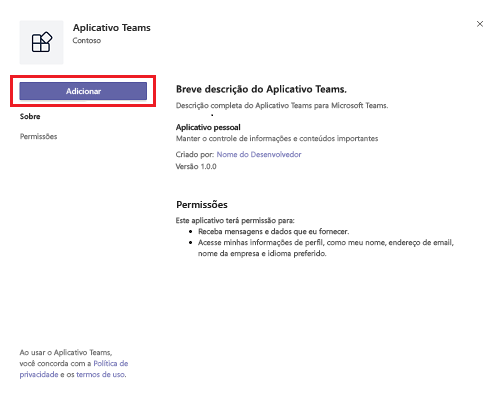 Aplicativo Teams
Contoso
Adicionar
Sobre
Permissões
Breve descrição do Aplicativo Teams.
Descrição completa do Aplicativo Teams para Microsoft Teams.
Aplicativo pessoal
Manter o controle de informações e conteúdos importantes
Criado por: Nome do Desenvolvedor
Versão 1.0.0
Permissões
Este aplicativo terá permissão para:
• Receba mensagens e dados que eu fornecer.
• Acesse minhas informações de perfil, como meu nome, endereço de email,
nome da empresa e idioma preferido.
Ao usar o Aplicativo Teams,
você concorda com a Política de
privacidade e os termos de uso.